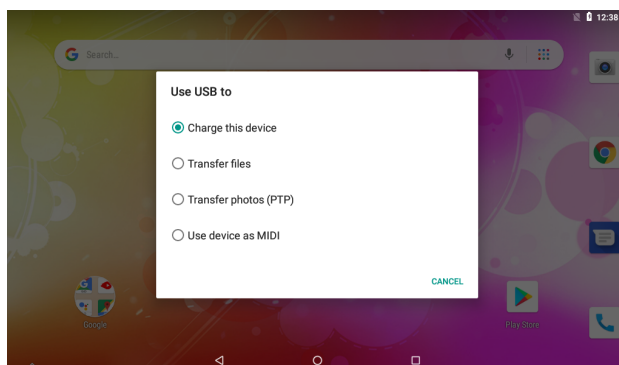 12:38
Search...
Use USB to
Charge this device
Transfer files
Transfer photos (PTP)
Use device as MIDI
CANCEL
Google
Play Store